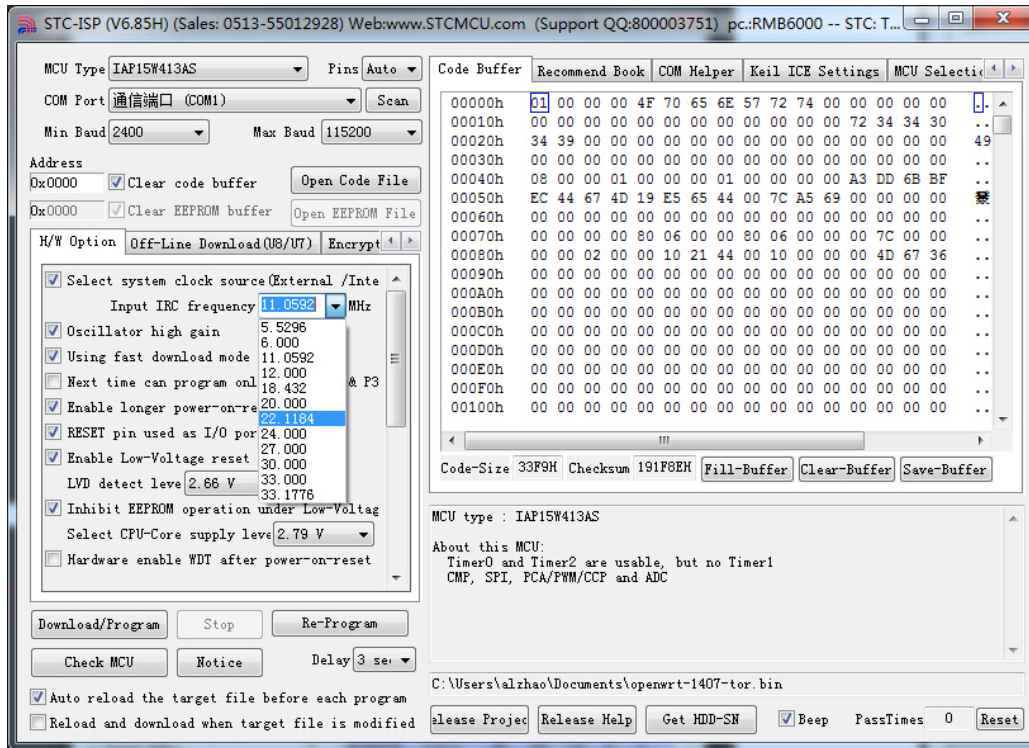 STC-ISP (V6.85H) (Sales: 0513-55012928) Web:www.STCMCU.com (Support QQ:800003751) pc.:RMB6000 -- STC: T...
MCU Type IAP15W413AS Pins Auto
COM Port 通信端口 (COM1) Scan
Min Baud 2400 Max Baud 115200
Address
0x0000 Clear code buffer Open Code File
0x0000 Clear EEPROM buffer Open EEPROM File
H/W Option Off-Line Download(U8/U7) Encrypt
Select system clock source(External /Inte
Input IRC frequency 11.0592 MHz
Oscillator high gain
Using fast download mode
Next time can program onl & P3
Enable longer power-on-re
RESET pin used as I/O por
Enable Low-Voltage reset
LVD detect leve 2.66 V
Inhibit EEPROM operation under Low-Voltag
Select CPU-Core supply leve 2.79 V
Hardware enable WDT after power-on-reset
5.5296
6.000
11.0592
12.000
18.432
20.000
22.1184
24.000
27.000
30.000
33.000
33.1776
Download/Program Stop Re-Program
Check MCU Notice Delay 3 se
Auto reload the target file before each program
Reload and download when target file is modified
Code Buffer Recommend Book COM Helper Keil ICE Settings MCU Selectio
00000h 01 00 00 00 4F 70 65 6E 57 72 74 00 00 00 00 00 ..
00010h 00 00 00 00 00 00 00 00 00 00 00 00 72 34 34 30 ..
00020h 34 39 00 00 00 00 00 00 00 00 00 00 00 00 00 00 49
00030h 00 00 00 00 00 00 00 00 00 00 00 00 00 00 00 00 ..
00040h 08 00 00 01 00 00 00 01 00 00 00 00 A3 DD 6B BF ..
00050h EC 44 67 4D 19 E5 65 44 00 7C A5 69 00 00 00 00
00060h 00 00 00 00 00 00 00 00 00 00 00 00 00 00 00 00 ..
00070h 00 00 00 80 06 00 00 80 06 00 00 00 7C 00 00 00 ..
00080h 00 00 02 00 00 10 21 44 00 10 00 00 00 4D 67 36 ..
00090h 00 00 00 00 00 00 00 00 00 00 00 00 00 00 00 00 ..
000A0h 00 00 00 00 00 00 00 00 00 00 00 00 00 00 00 00 ..
000B0h 00 00 00 00 00 00 00 00 00 00 00 00 00 00 00 00 ..
000C0h 00 00 00 00 00 00 00 00 00 00 00 00 00 00 00 00 ..
000D0h 00 00 00 00 00 00 00 00 00 00 00 00 00 00 00 00 ..
000E0h 00 00 00 00 00 00 00 00 00 00 00 00 00 00 00 00 ..
000F0h 00 00 00 00 00 00 00 00 00 00 00 00 00 00 00 00 ..
00100h 00 00 00 00 00 00 00 00 00 00 00 00 00 00 00 00 ..
Code-Size 33F9H Checksum 191F8EH Fill-Buffer Clear-Buffer Save-Buffer
MCU type : IAP15W413AS
About this MCU:
Timer0 and Timer2 are usable, but no Timer1
CMP, SPI, PCA/PWM/CCP and ADC
C:\Users\alzhao\Documents\openwrt-1407-tor.bin
elease Projec Release Help Get HDD-SN Beep PassTimes 0 Reset